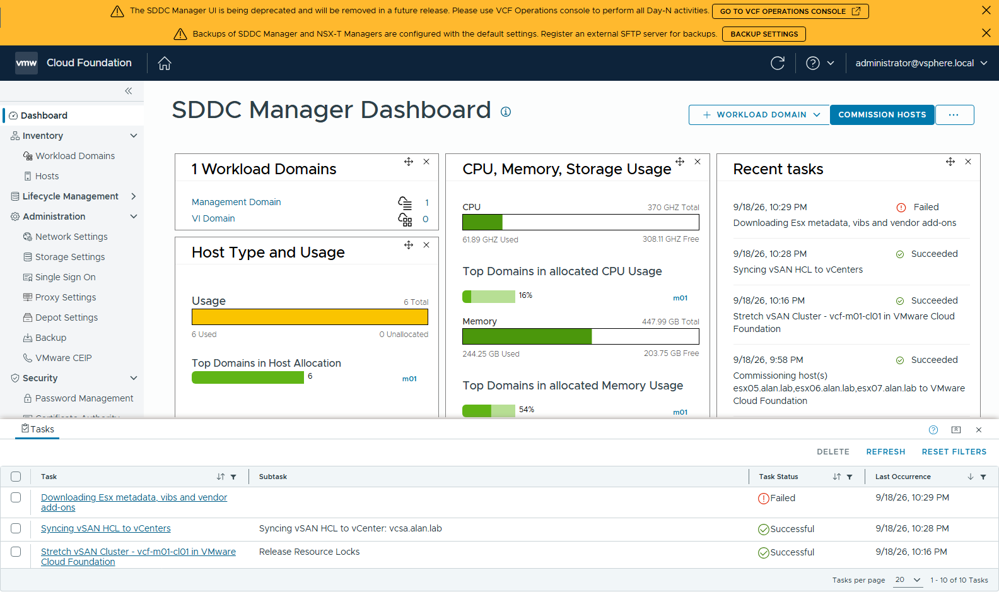 The SDDC Manager UI is being deprecated and will be removed in a future release. Please use VCF Operations console to perform all Day-N activities. GO TO VCF OPERATIONS CONSOLE
Backups of SDDC Manager and NSX-T Managers are configured with the default settings. Register an external SFTP server for backups. BACKUP SETTINGS
vmw Cloud Foundation
administrator@vsphere.local
Dashboard
Inventory
Workload Domains
Hosts
Lifecycle Management
Administration
Network Settings
Storage Settings
Single Sign On
Proxy Settings
Depot Settings
Backup
VMware CEIP
Security
Password Management
Certificate Authority
SDDC Manager Dashboard
+ WORKLOAD DOMAIN
COMMISSION HOSTS
...
1 Workload Domains
Management Domain 1
VI Domain 0
Host Type and Usage
Usage 6 Total
6 Used 0 Unallocated
Top Domains in Host Allocation
6 m01
CPU, Memory, Storage Usage
CPU 370 GHZ Total
61.89 GHZ Used 308.11 GHZ Free
Top Domains in allocated CPU Usage
16% m01
Memory 447.99 GB Total
244.25 GB Used 203.75 GB Free
Top Domains in allocated Memory Usage
54% m01
Recent tasks
9/18/26, 10:29 PM Failed
Downloading Esx metadata, vibs and vendor add-ons
9/18/26, 10:28 PM Succeeded
Syncing vSAN HCL to vCenters
9/18/26, 10:16 PM Succeeded
Stretch vSAN Cluster - vcf-m01-cl01 in VMware Cloud
Foundation
9/18/26, 9:58 PM Succeeded
Commissioning host(s)
esx05.alan.lab,esx06.alan.lab,esx07.alan.lab to VMware
Cloud Foundation
Tasks
DELETE REFRESH RESET FILTERS
Task Subtask Task Status Last Occurrence
Downloading Esx metadata, vibs and vendor
add-ons
Failed 9/18/26, 10:29 PM
Syncing vSAN HCL to vCenters Syncing vSAN HCL to vCenter: vcsa.alan.lab Successful 9/18/26, 10:28 PM
Stretch vSAN Cluster - vcf-m01-cl01 in VMware
Cloud Foundation
Release Resource Locks Successful 9/18/26, 10:16 PM
Tasks per page 20 1 - 10 of 10 Tasks